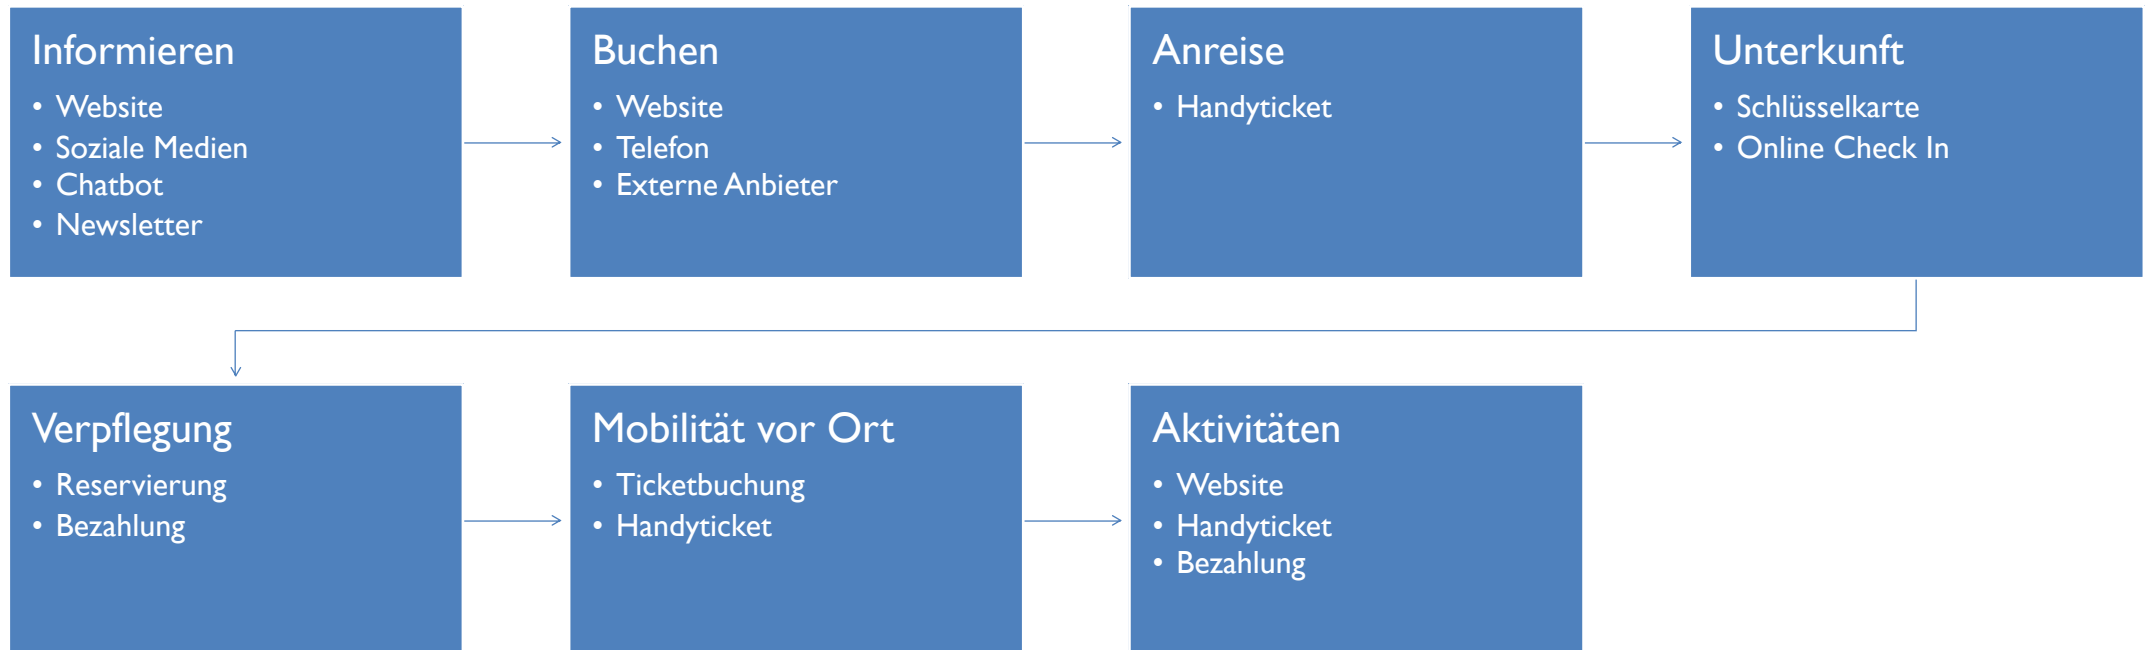 Informieren
• Website
• Soziale Medien
• Chatbot
• Newsletter
Buchen
• Website
• Telefon
• Externe Anbieter
Anreise
• Handyticket
Unterkunft
• Schlüsselkarte
• Online Check In
Verpflegung
• Reservierung
• Bezahlung
Mobilität vor Ort
• Ticketbuchung
• Handyticket
Aktivitäten
• Website
• Handyticket
• Bezahlung